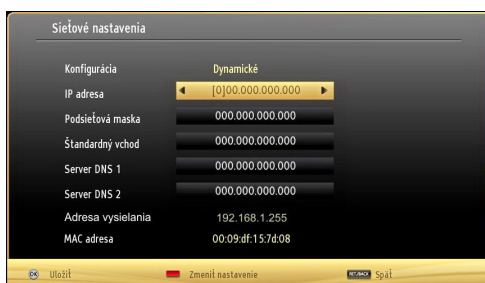 Sieťové nastavenia
Konfigurácia Dynamické
IP adresa [0]00.000.000.000
Podsieťová maska 000.000.000.000
Štandardný vchod 000.000.000.000
Server DNS 1 000.000.000.000
Server DNS 2 000.000.000.000
Adresa vysielania 192.168.1.255
MAC adresa 00:09:df:15:7d:08
OK Uložiť Zmeniť nastavenie RET./BACK Späť